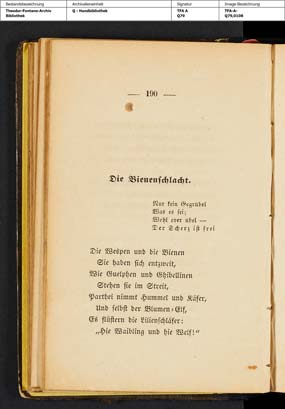 Bestandsbezeichnung
Archivalieneinheit
Signatur
Image-Bezeichnung
Theodor-Fontane-Archiv
Bibliothek
Q - Handbibliothek
TFA A
Q79
TFA-A-
Q79_0108
— 190 —
Die Bienenschlacht.
Nur kein Gegrübel
Was es sei;
Wohl oder übel —
Der Scherz ist frei
Die Wespen und die Bienen
Sie haben sich entzweit,
Wie Guelphen und Ghibellinen
Stehen sie im Streit,
Parthei nimmt Hummel und Käfer,
Und selbst der Blumen-Elf,
Es flüstern die Lilienschläfer:
„Hie Waibling und hie Welf!“